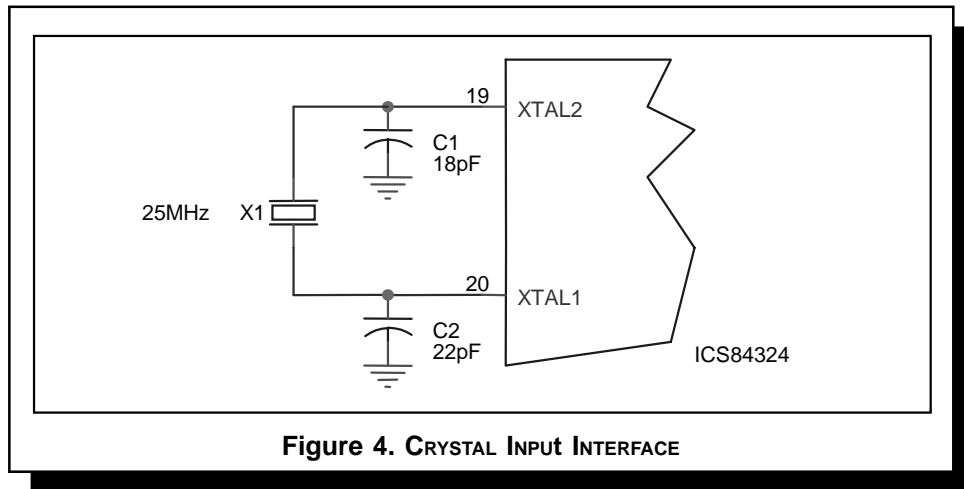 19
XTAL2
C1
18pF
25MHz X1
20
XTAL1
C2
22pF
ICS84324
Figure 4. CRYSTAL INPUT INTERFACE